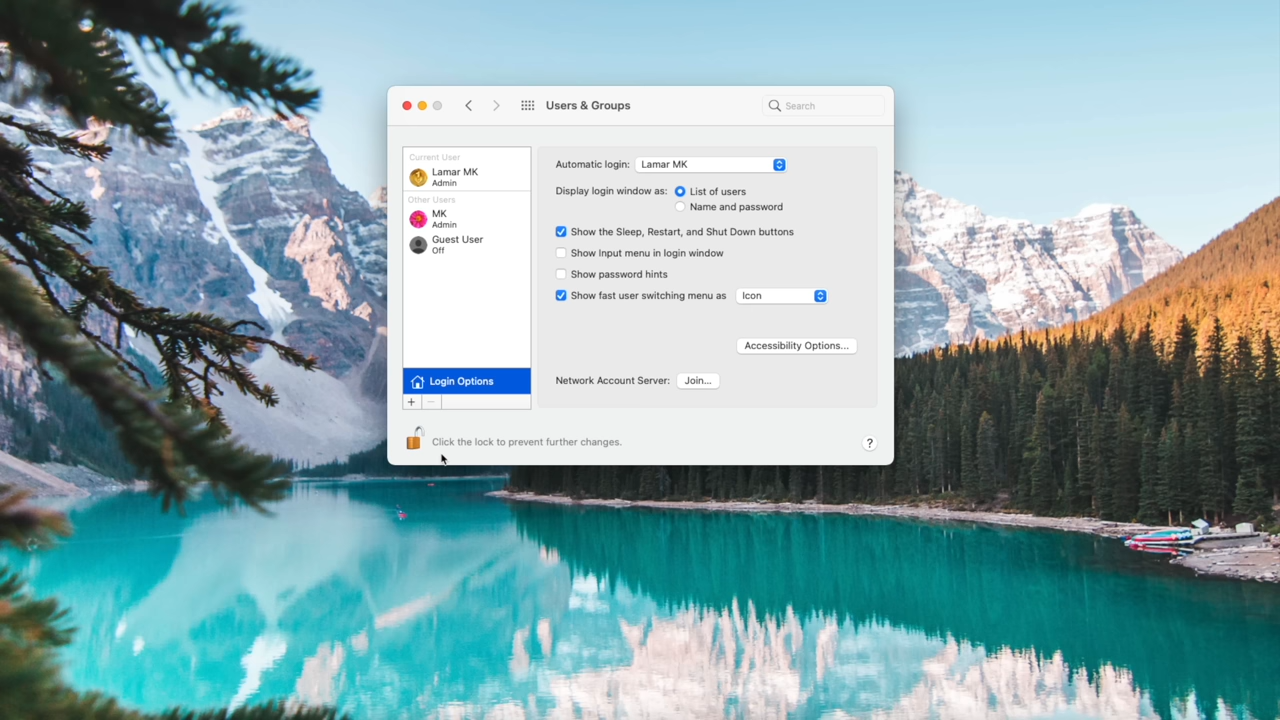 Users & Groups
Search
Current User
Lamar MK
Admin
Other Users
MK
Admin
Guest User
Off
Login Options
+ −
Automatic login: Lamar MK
Display login window as: List of users
Name and password
Show the Sleep, Restart, and Shut Down buttons
Show Input menu in login window
Show password hints
Show fast user switching menu as Icon
Accessibility Options...
Network Account Server: Join...
Click the lock to prevent further changes.
?